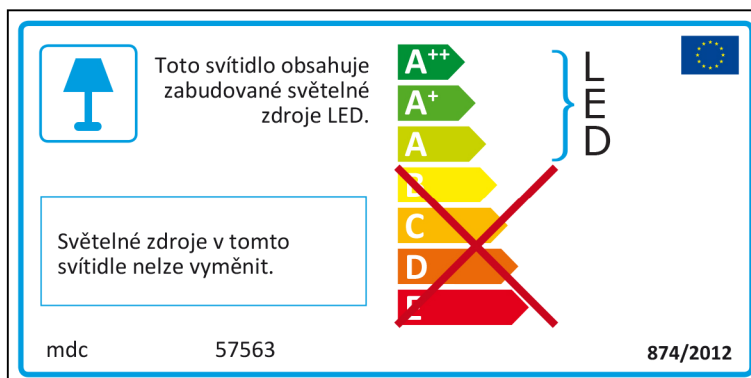 Toto svítidlo obsahuje
zabudované světelné
zdroje LED.
A++
A+
A
B
C
D
E
L
E
D
Světelné zdroje v tomto
svítidle nelze vyměnit.
mdc 57563
874/2012